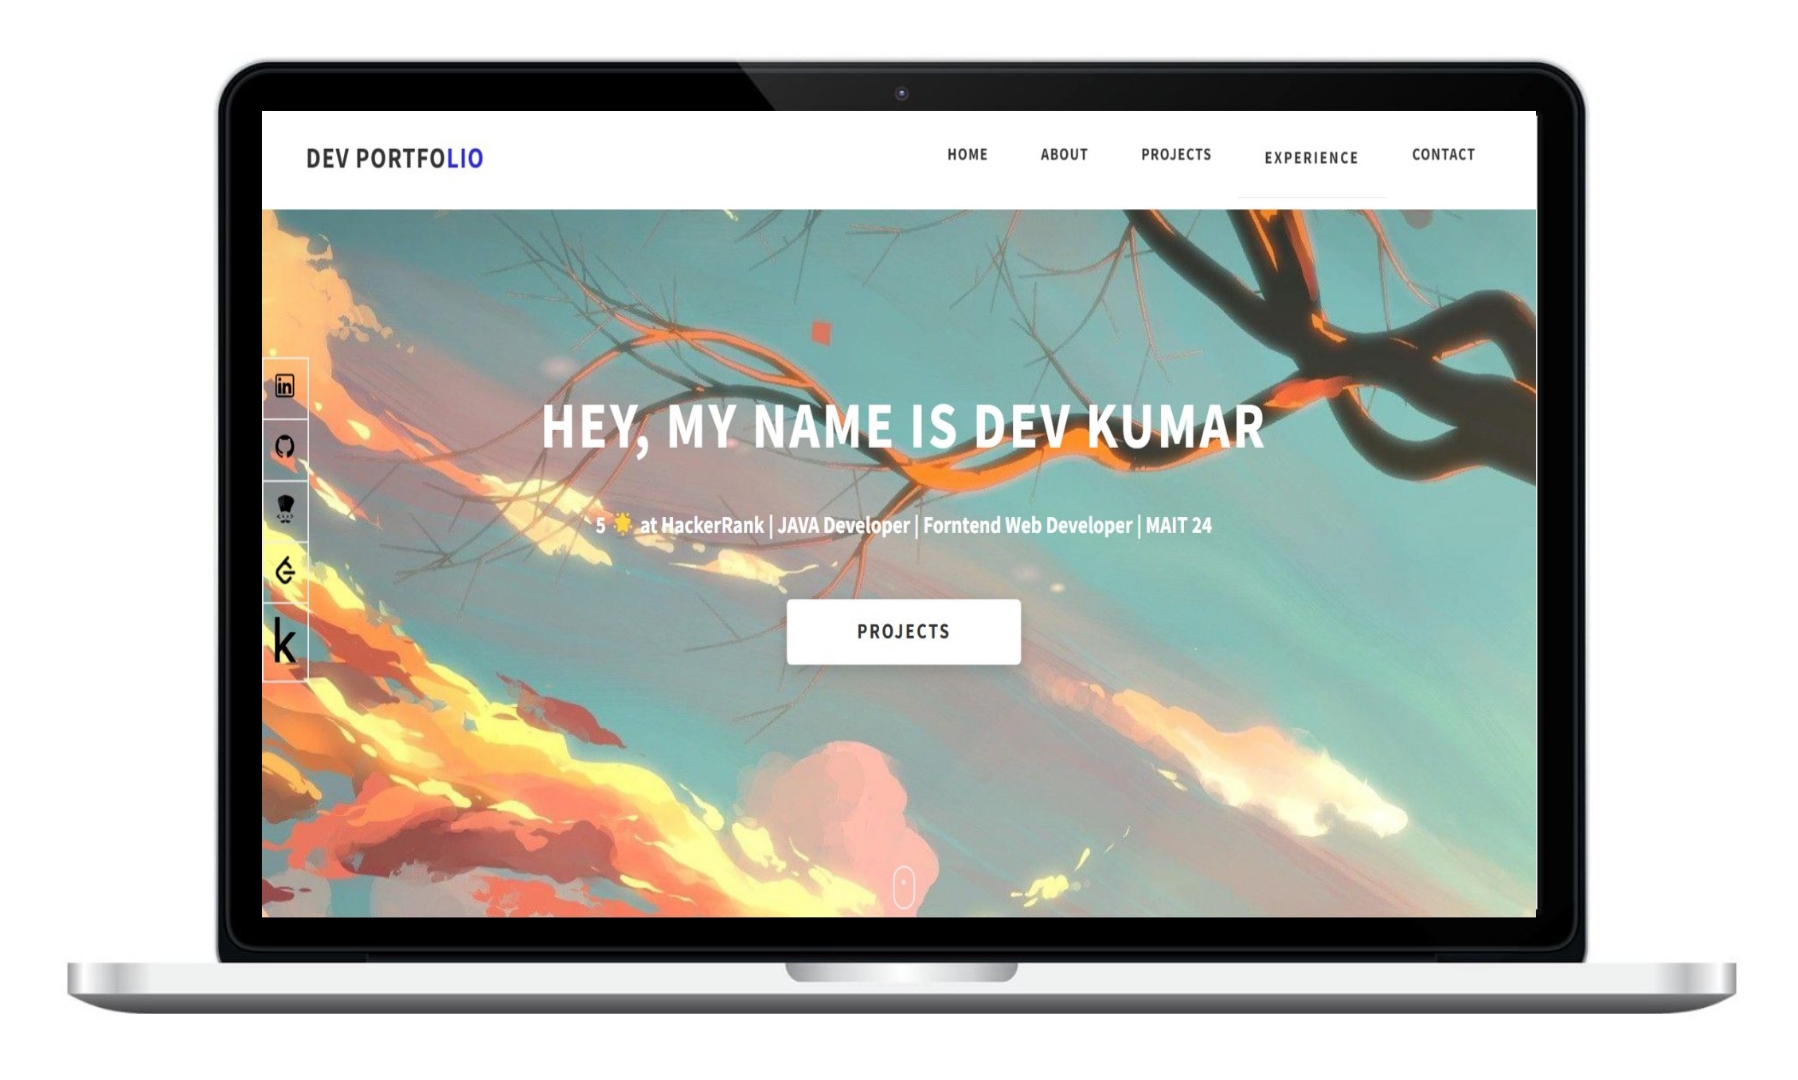 DEV PORTFOLIO
HOME ABOUT PROJECTS EXPERIENCE CONTACT
in
HEY, MY NAME IS DEV KUMAR
5 🌟 at HackerRank | JAVA Developer | Forntend Web Developer | MAIT 24
k
PROJECTS